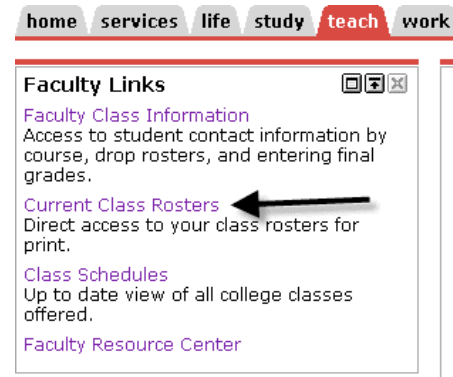 home services life study teach work
Faculty Links
Faculty Class Information
Access to student contact information by
course, drop rosters, and entering final
grades.
Current Class Rosters
Direct access to your class rosters for
print.
Class Schedules
Up to date view of all college classes
offered.
Faculty Resource Center